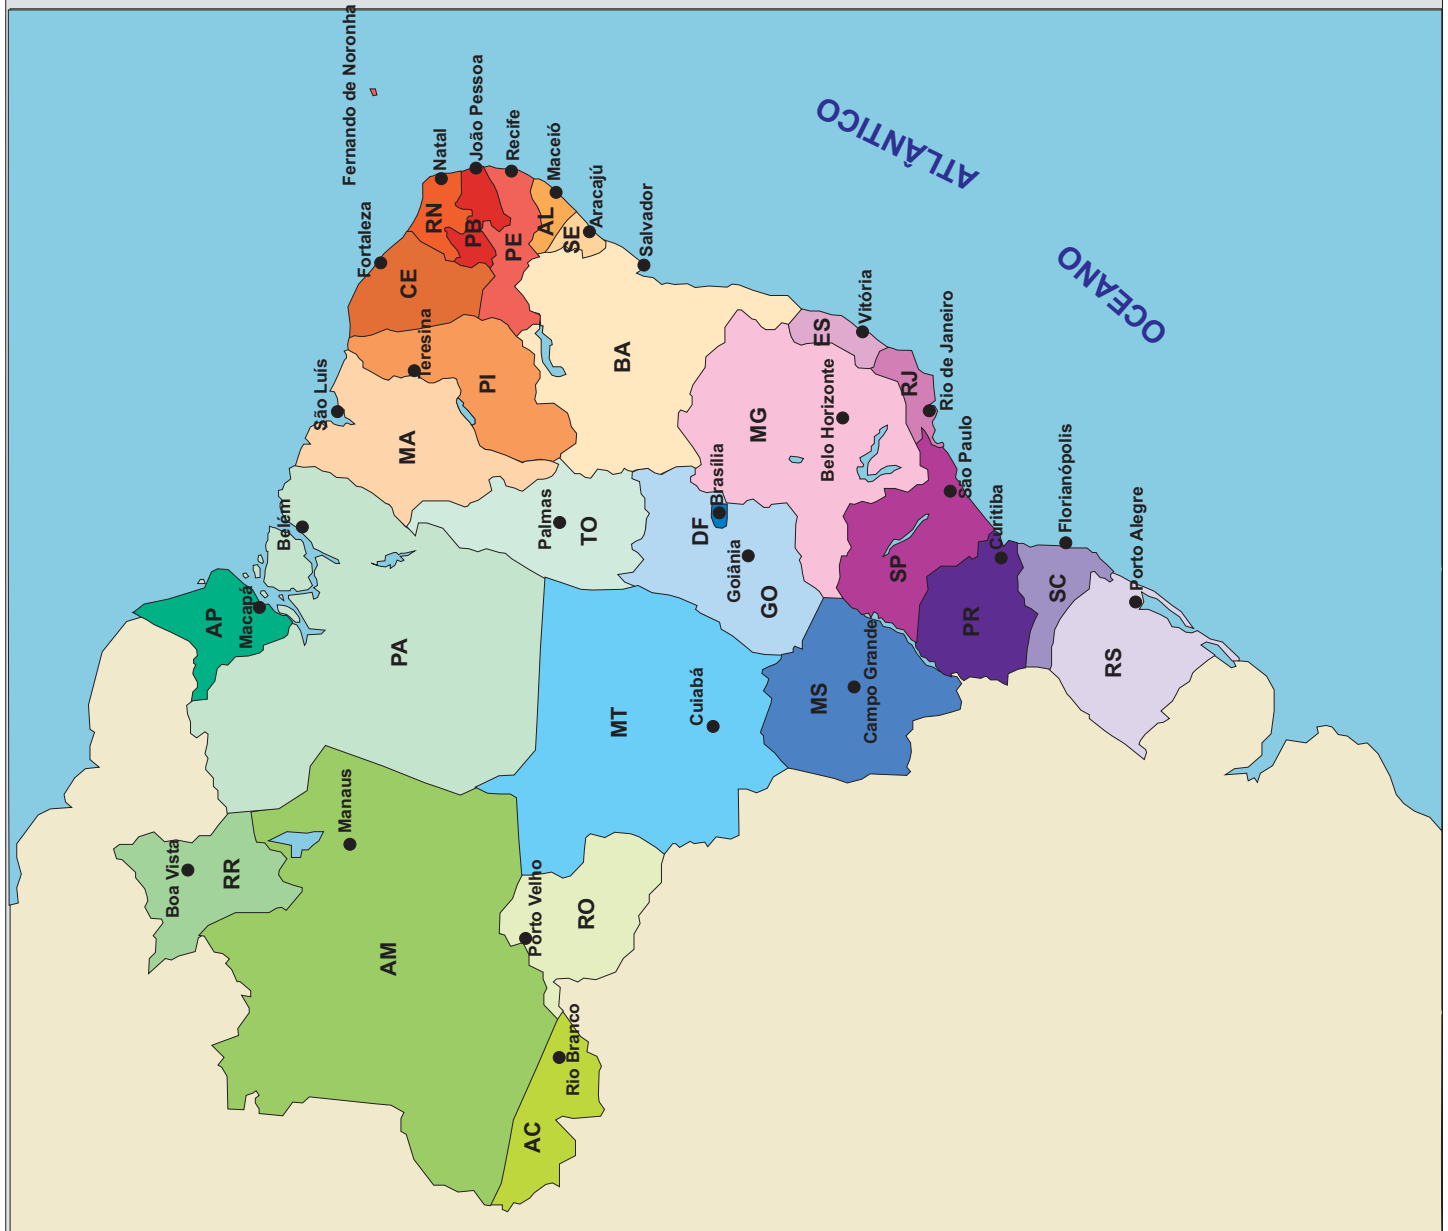 Boa Vista
RR
AP
Macapá
Manaus
AM
PA
Belém
São Luís
MA
Teresina
PI
Fortaleza
CE
Fernando de Noronha
RN
Natal
PB
João Pessoa
PE
Recife
AL
Maceió
SE
Aracajú
BA
Salvador
AC
Rio Branco
Porto Velho
RO
MT
Cuiabá
Palmas
TO
DF
Brasília
Goiânia
GO
MG
Belo Horizonte
ES
Vitória
RJ
Rio de Janeiro
MS
Campo Grande
SP
São Paulo
PR
Curitiba
SC
Florianópolis
RS
Porto Alegre
OCEANO
ATLÂNTICO